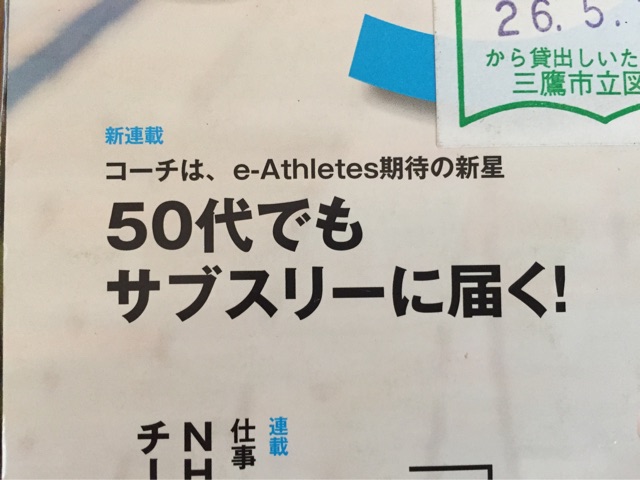 26.5.
から貸出しいた
三鷹市立図
新連載
コーチは、e-Athletes期待の新星
50代でも
サブスリーに届く!
連載
仕事
NH
チー